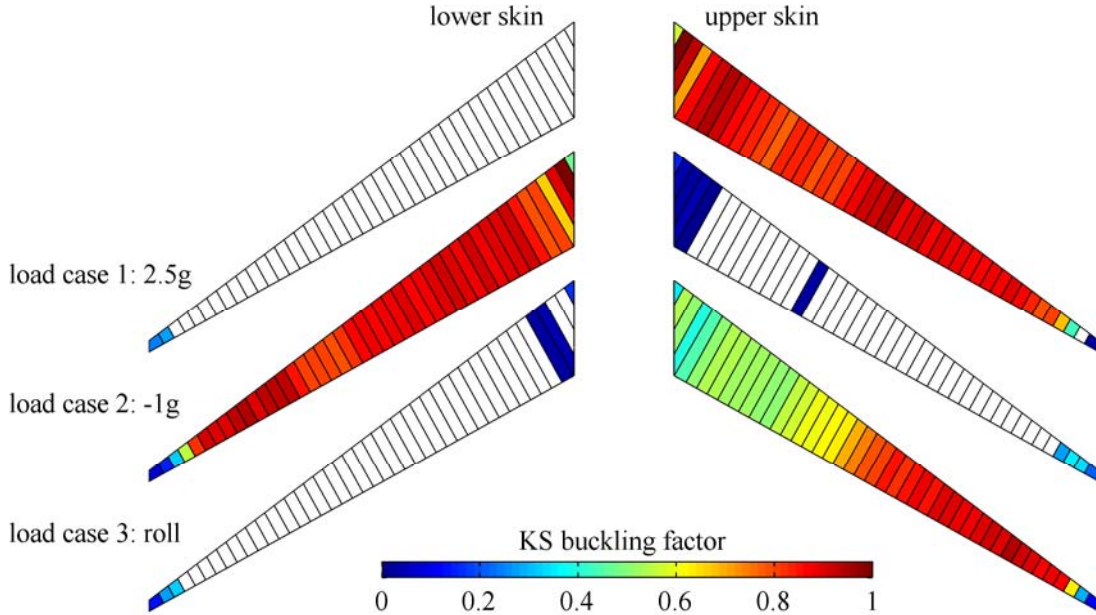 lower skin
upper skin
load case 1: 2.5g
load case 2: -1g
load case 3: roll
KS buckling factor
0 0.2 0.4 0.6 0.8 1